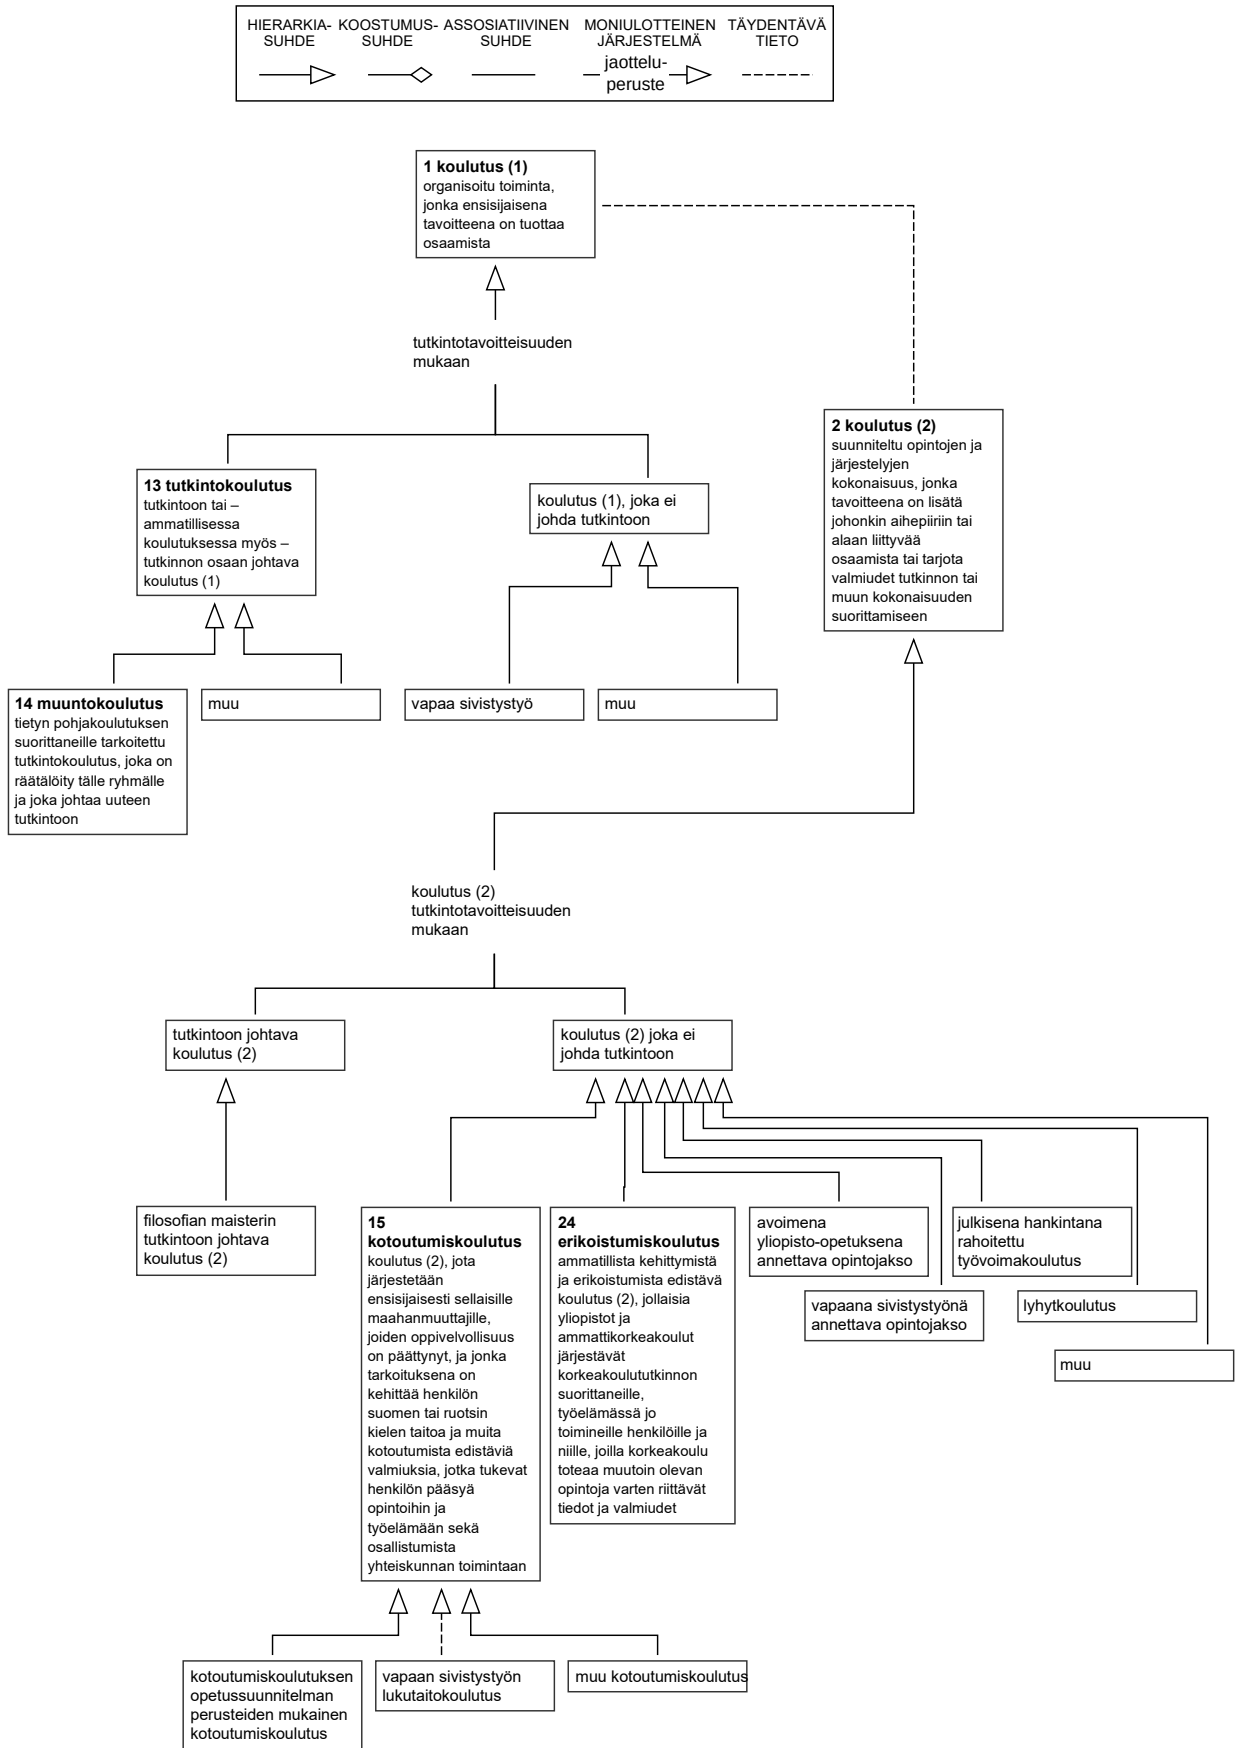 HIERARKIA-
SUHDE
KOOSTUMUS-
SUHDE
ASSOSIATIIVINEN
SUHDE
MONIULOTTEINEN
JÄRJESTELMÄ
jaottelu-
peruste
TÄYDENTÄVÄ
TIETO
1 koulutus (1)
organisoitu toiminta,
jonka ensisijaisena
tavoitteena on tuottaa
osaamista
tutkintotavoitteisuuden
mukaan
2 koulutus (2)
suunniteltu opintojen ja
järjestelyjen
kokonaisuus, jonka
tavoitteena on lisätä
johonkin aihepiiriin tai
alaan liittyvää
osaamista tai tarjota
valmiudet tutkinnon tai
muun kokonaisuuden
suorittamiseen
13 tutkintokoulutus
tutkintoon tai –
ammatillisessa
koulutuksessa myös –
tutkinnon osaan johtava
koulutus (1)
koulutus (1), joka ei
johda tutkintoon
14 muuntokoulutus
tietyn pohjakoulutuksen
suorittaneille tarkoitettu
tutkintokoulutus, joka on
räätälöity tälle ryhmälle
ja joka johtaa uuteen
tutkintoon
muu
vapaa sivistystyö
muu
koulutus (2)
tutkintotavoitteisuuden
mukaan
tutkintoon johtava
koulutus (2)
koulutus (2) joka ei
johda tutkintoon
filosofian maisterin
tutkintoon johtava
koulutus (2)
15
kotoutumiskoulutus
koulutus (2), jota
järjestetään
ensisijaisesti sellaisille
maahanmuuttajille,
joiden oppivelvollisuus
on päättynyt, ja jonka
tarkoituksena on
kehittää henkilön
suomen tai ruotsin
kielen taitoa ja muita
kotoutumista edistäviä
valmiuksia, jotka tukevat
henkilön pääsyä
opintoihin ja
työelämään sekä
osallistumista
yhteiskunnan toimintaan
24
erikoistumiskoulutus
ammatillista kehittymistä
ja erikoistumista edistävä
koulutus (2), jollaisia
yliopistot ja
ammattikorkeakoulut
järjestävät
korkeakoulututkinnon
suorittaneille,
työelämässä jo
toimineille henkilöille ja
niille, joilla korkeakoulu
toteaa muutoin olevan
opintoja varten riittävät
tiedot ja valmiudet
avoimena
yliopisto-opetuksena
annettava opintojakso
julkisena hankintana
rahoitettu
työvoimakoulutus
vapaana sivistystyönä
annettava opintojakso
lyhytkoulutus
muu
kotoutumiskoulutuksen
opetussuunnitelman
perusteiden mukainen
kotoutumiskoulutus
vapaan sivistystyön
lukutaitokoulutus
muu kotoutumiskoulutus